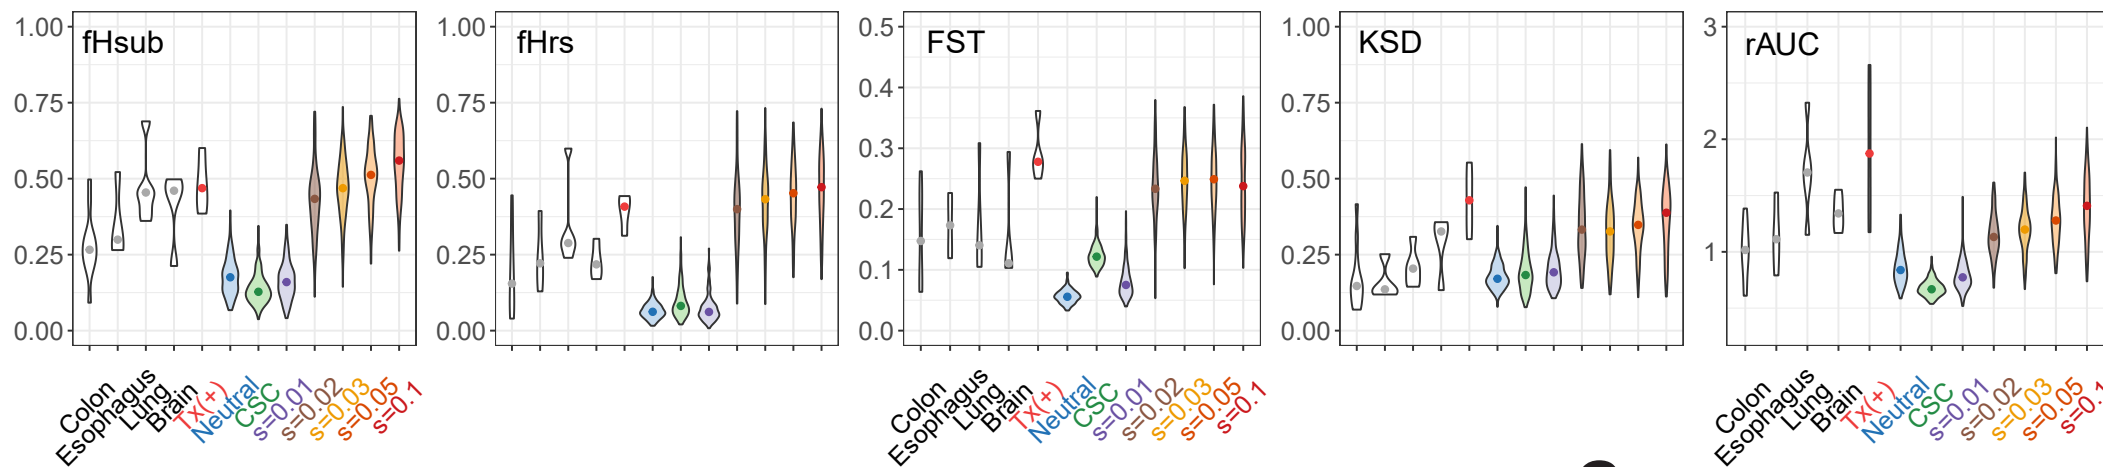 fHsub
1.00
0.75
0.50
0.25
0.00
Colon
Esophagus
Lung
Brain
Tx(+)
Neutral
CSC
s=0.01
s=0.02
s=0.03
s=0.05
s=0.1
fHrs
1.00
0.75
0.50
0.25
0.00
FST
0.5
0.4
0.3
0.2
0.1
0.0
Colon
Esophagus
Lung
Brain
Tx(+)
Neutral
CSC
s=0.01
s=0.02
s=0.03
s=0.05
s=0.1
KSD
1.00
0.75
0.50
0.25
0.00
rAUC
3
2
1
Colon
Esophagus
Lung
Brain
Tx(+)
Neutral
CSC
s=0.01
s=0.02
s=0.03
s=0.05
s=0.1